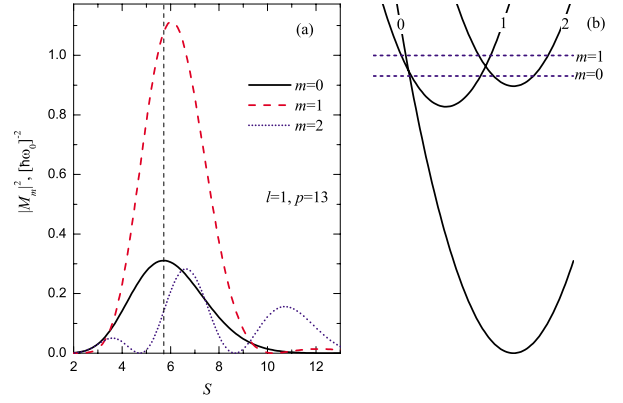 (a)
m=0
m=1
m=2
l=1, p=13
|Mₘ|², [ħω₀]⁻²
1.0
0.8
0.6
0.4
0.2
0.0
2 4 6 8 10 12
S
0 1 2 (b)
m=1
m=0